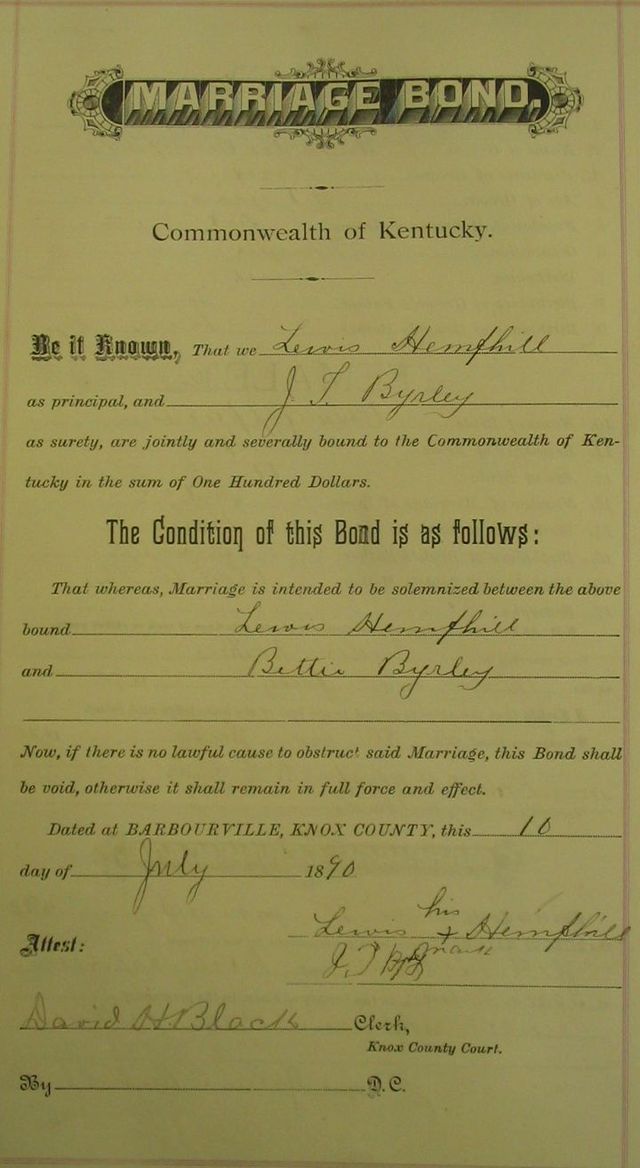 MARRIAGE BOND.
Commonwealth of Kentucky.
Be it Known, That we Lewis Hemphill
as principal, and J T Byrley
as surety, are jointly and severally bound to the Commonwealth of Ken-
tucky in the sum of One Hundred Dollars.
The Condition of this Bond is as follows:
That whereas, Marriage is intended to be solemnized between the above
bound Lewis Hemphill
and Bettie Byrley
Now, if there is no lawful cause to obstruct said Marriage, this Bond shall
be void, otherwise it shall remain in full force and effect.
Dated at BARBOURVILLE, KNOX COUNTY, this 10
day of July 1890
his
Lewis + Hemphill
mark
Attest: J. T
David H. Black Clerk,
Knox County Court.
By D. C.